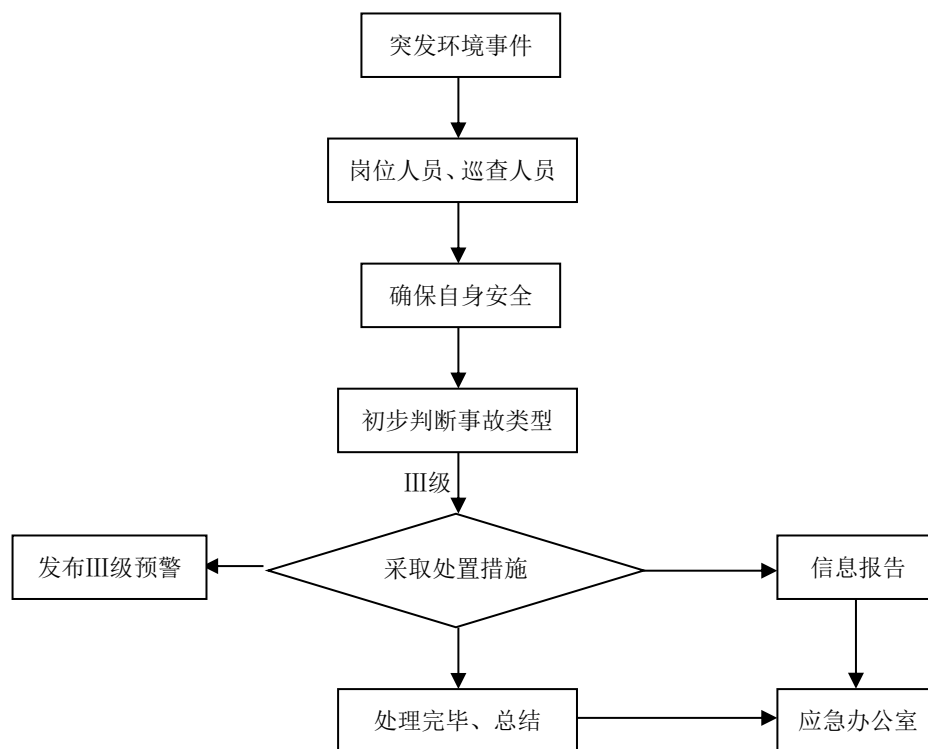 突发环境事件
岗位人员、巡查人员
确保自身安全
初步判断事故类型
Ⅲ级
发布Ⅲ级预警
采取处置措施
信息报告
处理完毕、总结
应急办公室